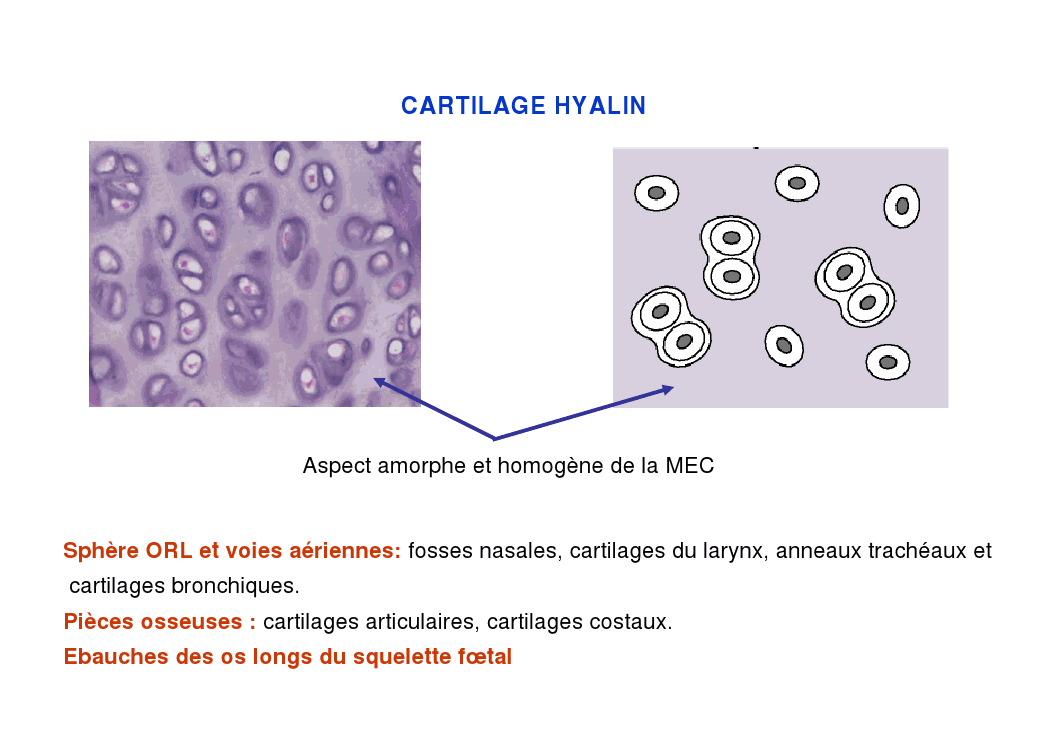 CARTILAGE HYALIN
Aspect amorphe et homogène de la MEC
Sphère ORL et voies aériennes: fosses nasales, cartilages du larynx, anneaux trachéaux et
cartilages bronchiques.
Pièces osseuses : cartilages articulaires, cartilages costaux.
Ebauches des os longs du squelette fœtal